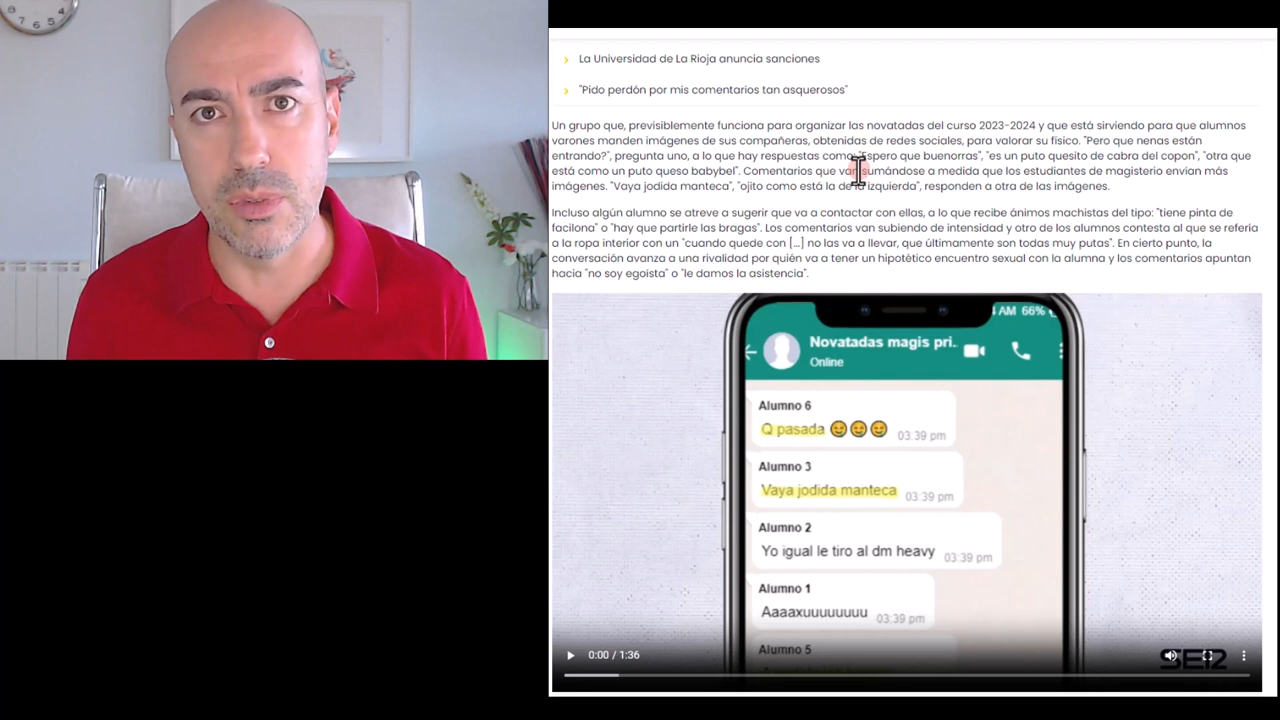 La Universidad de La Rioja anuncia sanciones
"Pido perdón por mis comentarios tan asquerosos"
Un grupo que, previsiblemente funciona para organizar las novatadas del curso 2023-2024 y que está sirviendo para que alumnos
varones manden imágenes de sus compañeras, obtenidas de redes sociales, para valorar su físico. "Pero que nenas están
entrando?", pregunta uno, a lo que hay respuestas como "Espero que buenorras", "es un puto quesito de cabra del copon", "otra que
está como un puto queso babybel". Comentarios que van sumándose a medida que los estudiantes de magisterio envían más
imágenes. "Vaya jodida manteca", "ojito como está la de la izquierda", responden a otra de las imágenes.
Incluso algún alumno se atreve a sugerir que va a contactar con ellas, a lo que recibe ánimos machistas del tipo: "tiene pinta de
facilona" o "hay que partirle las bragas". Los comentarios van subiendo de intensidad y otro de los alumnos contesta al que se refería
a la ropa interior con un "cuando quede con [...] no las va a llevar, que últimamente son todas muy putas". En cierto punto, la
conversación avanza a una rivalidad por quién va a tener un hipotético encuentro sexual con la alumna y los comentarios apuntan
hacia "no soy egoista" o "le damos la asistencia".
AM 66%
Novatadas magis pri..
Online
Alumno 6
Q pasada 😉😉😉 03:39 pm
Alumno 3
Vaya jodida manteca 03:39 pm
Alumno 2
Yo igual le tiro al dm heavy 03:39 pm
Alumno 1
Aaaaxuuuuuuuu 03:39 pm
Alumno 5
0:00 / 1:36
SER